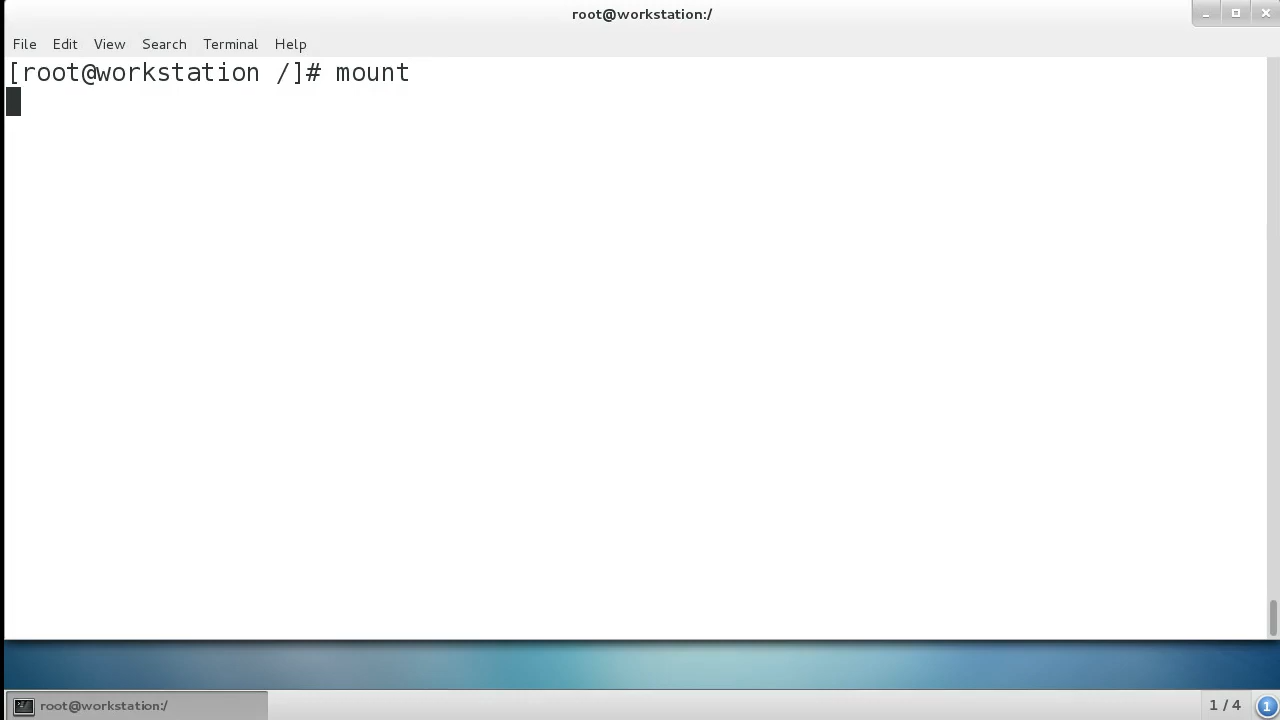 root@workstation:/
File Edit View Search Terminal Help
[root@workstation /]# mount
root@workstation:/
1 / 4
1